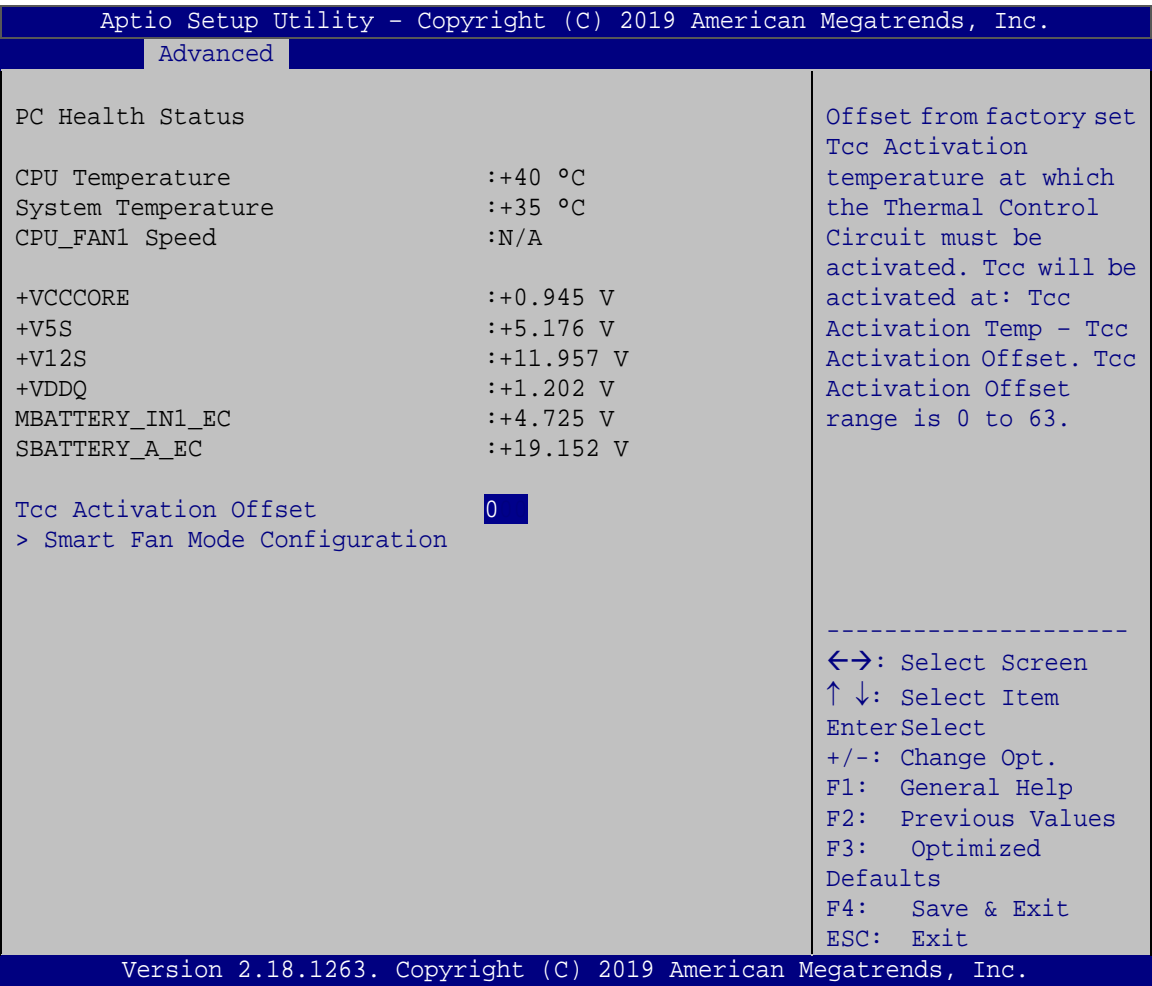 Aptio Setup Utility – Copyright (C) 2019 American Megatrends, Inc.
Advanced
PC Health Status
CPU Temperature :+40 °C
System Temperature :+35 °C
CPU_FAN1 Speed :N/A
+VCCCORE :+0.945 V
+V5S :+5.176 V
+V12S :+11.957 V
+VDDQ :+1.202 V
MBATTERY_IN1_EC :+4.725 V
SBATTERY_A_EC :+19.152 V
Tcc Activation Offset 0
> Smart Fan Mode Configuration
Offset from factory set
Tcc Activation
temperature at which
the Thermal Control
Circuit must be
activated. Tcc will be
activated at: Tcc
Activation Temp – Tcc
Activation Offset. Tcc
Activation Offset
range is 0 to 63.
---------------------
←→: Select Screen
↑ ↓: Select Item
EnterSelect
+/-: Change Opt.
F1: General Help
F2: Previous Values
F3: Optimized
Defaults
F4: Save & Exit
ESC: Exit
Version 2.18.1263. Copyright (C) 2019 American Megatrends, Inc.